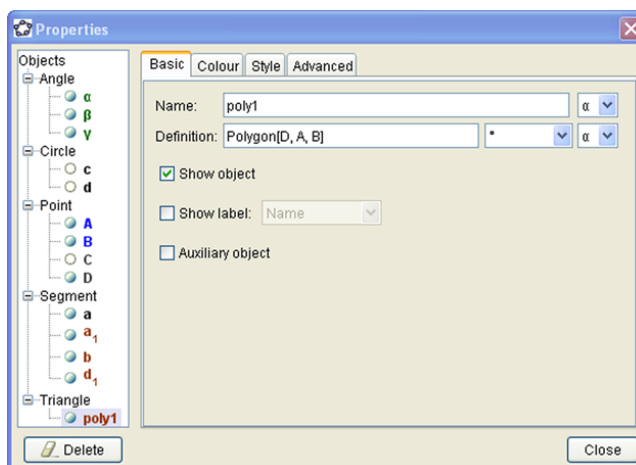 Properties
Objects
Angle
α
β
γ
Circle
c
d
Point
A
B
C
D
Segment
a
a₁
b
d₁
Triangle
poly1
Delete
Basic Colour Style Advanced
Name: poly1 α
Definition: Polygon[D, A, B] ° α
Show object
Show label: Name
Auxiliary object
Close